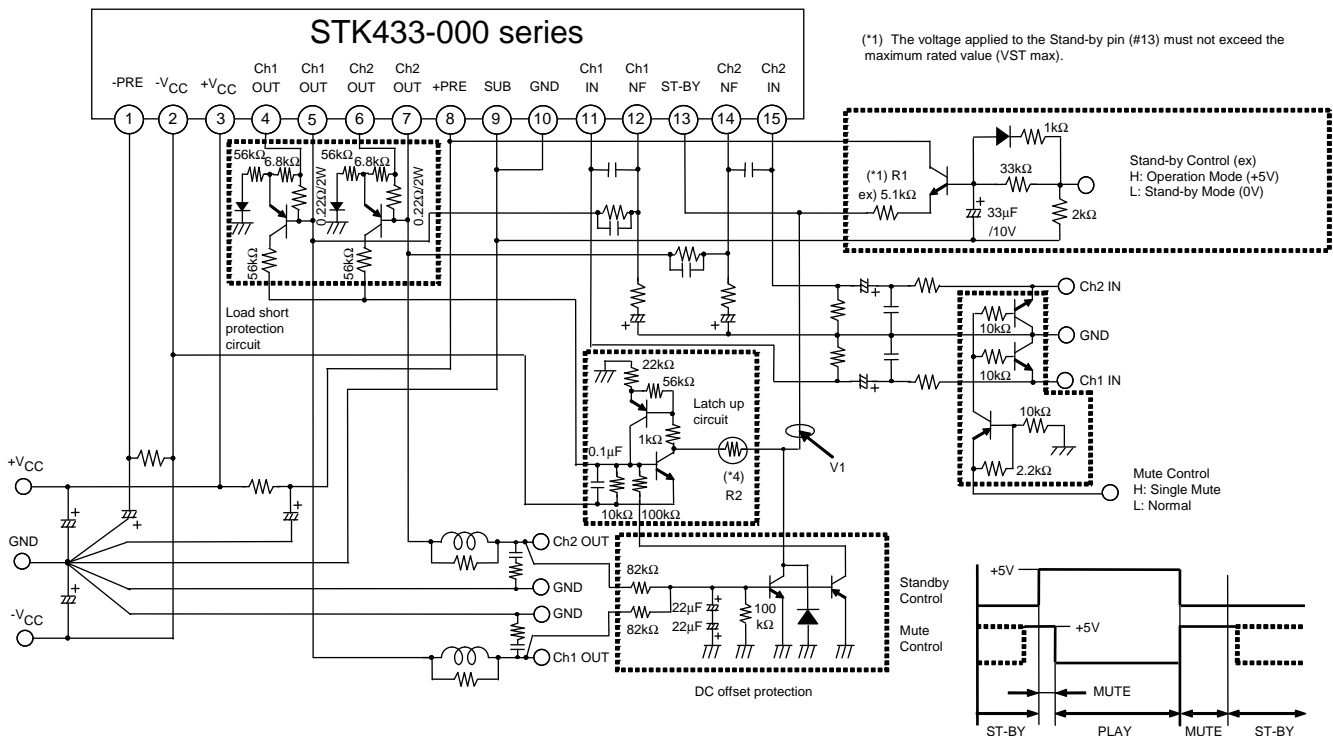 STK433-000 series
(*1) The voltage applied to the Stand-by pin (#13) must not exceed the
maximum rated value (VST max).
-PRE
-VCC
+VCC
Ch1
OUT
Ch1
OUT
Ch2
OUT
Ch2
OUT
+PRE
SUB
GND
Ch1
IN
Ch1
NF
ST-BY
Ch2
NF
Ch2
IN
1
2
3
4
5
6
7
8
9
10
11
12
13
14
15
56kΩ
6.8kΩ
0.22Ω/2W
56kΩ
56kΩ
6.8kΩ
0.22Ω/2W
56kΩ
Load short
protection
circuit
1kΩ
33kΩ
(*1) R1
ex) 5.1kΩ
+
33μF
/10V
2kΩ
Stand-by Control (ex)
H: Operation Mode (+5V)
L: Stand-by Mode (0V)
+
+
+
+
Ch2 IN
GND
Ch1 IN
10kΩ
10kΩ
10kΩ
2.2kΩ
Mute Control
H: Single Mute
L: Normal
22kΩ
56kΩ
Latch up
circuit
1kΩ
0.1μF
(*4)
R2
10kΩ
100kΩ
V1
+VCC
GND
-VCC
+
+
+
+
Ch2 OUT
GND
GND
Ch1 OUT
82kΩ
82kΩ
22μF
+
22μF
+
100
kΩ
DC offset protection
Standby
Control
Mute
Control
+5V
+5V
MUTE
ST-BY
PLAY
MUTE
ST-BY